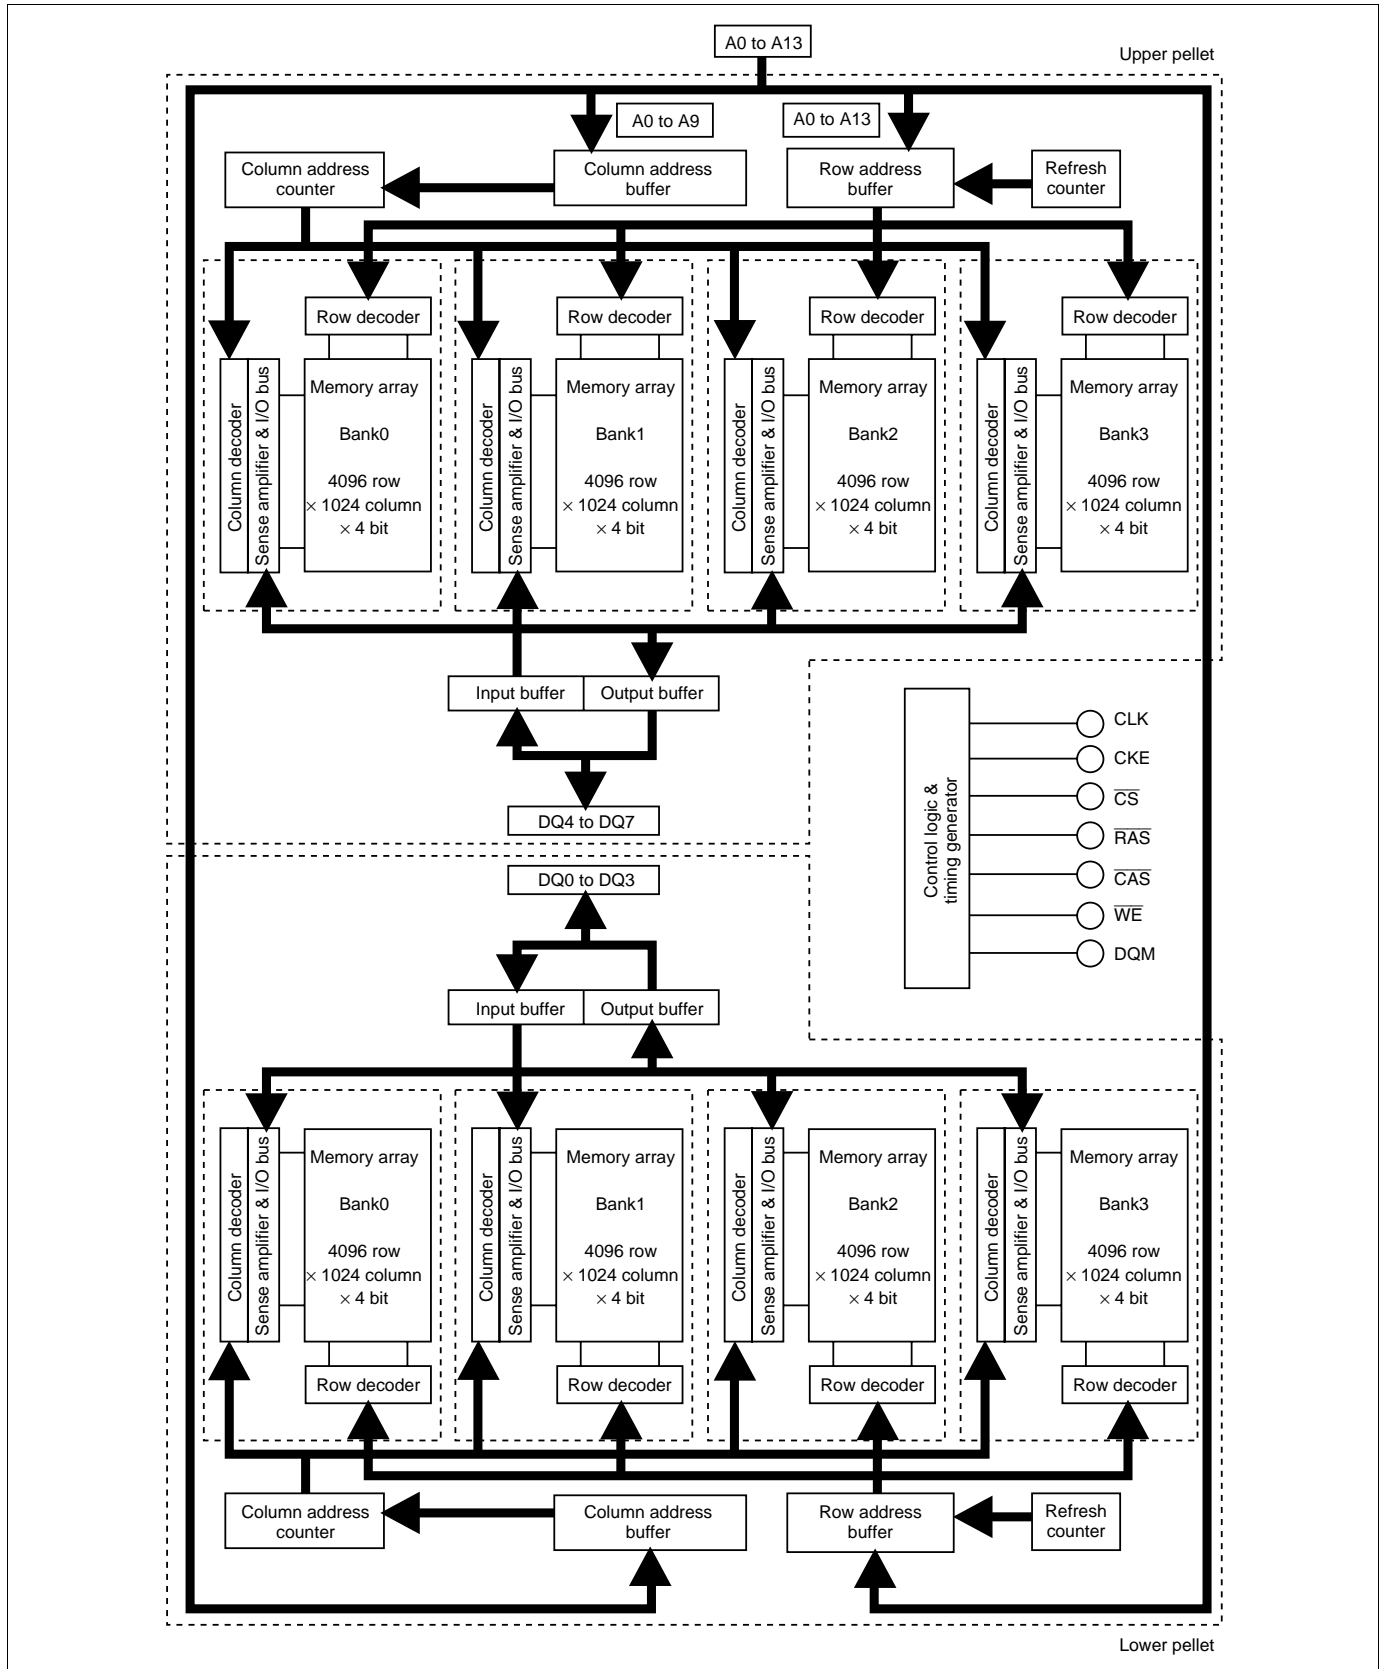 A0 to A13
Upper pellet
A0 to A9
A0 to A13
Column address
counter
Column address
buffer
Row address
buffer
Refresh
counter
Row decoder
Row decoder
Row decoder
Row decoder
Column decoder
Sense amplifier & I/O bus
Memory array
Bank0
4096 row
× 1024 column
× 4 bit
Column decoder
Sense amplifier & I/O bus
Memory array
Bank1
4096 row
× 1024 column
× 4 bit
Column decoder
Sense amplifier & I/O bus
Memory array
Bank2
4096 row
× 1024 column
× 4 bit
Column decoder
Sense amplifier & I/O bus
Memory array
Bank3
4096 row
× 1024 column
× 4 bit
Input buffer
Output buffer
DQ4 to DQ7
Control logic &
timing generator
CLK
CKE
C̅S̅
R̅A̅S̅
C̅A̅S̅
W̅E̅
DQM
DQ0 to DQ3
Input buffer
Output buffer
Column decoder
Sense amplifier & I/O bus
Memory array
Bank0
4096 row
× 1024 column
× 4 bit
Column decoder
Sense amplifier & I/O bus
Memory array
Bank1
4096 row
× 1024 column
× 4 bit
Column decoder
Sense amplifier & I/O bus
Memory array
Bank2
4096 row
× 1024 column
× 4 bit
Column decoder
Sense amplifier & I/O bus
Memory array
Bank3
4096 row
× 1024 column
× 4 bit
Row decoder
Row decoder
Row decoder
Row decoder
Column address
counter
Column address
buffer
Row address
buffer
Refresh
counter
Lower pellet